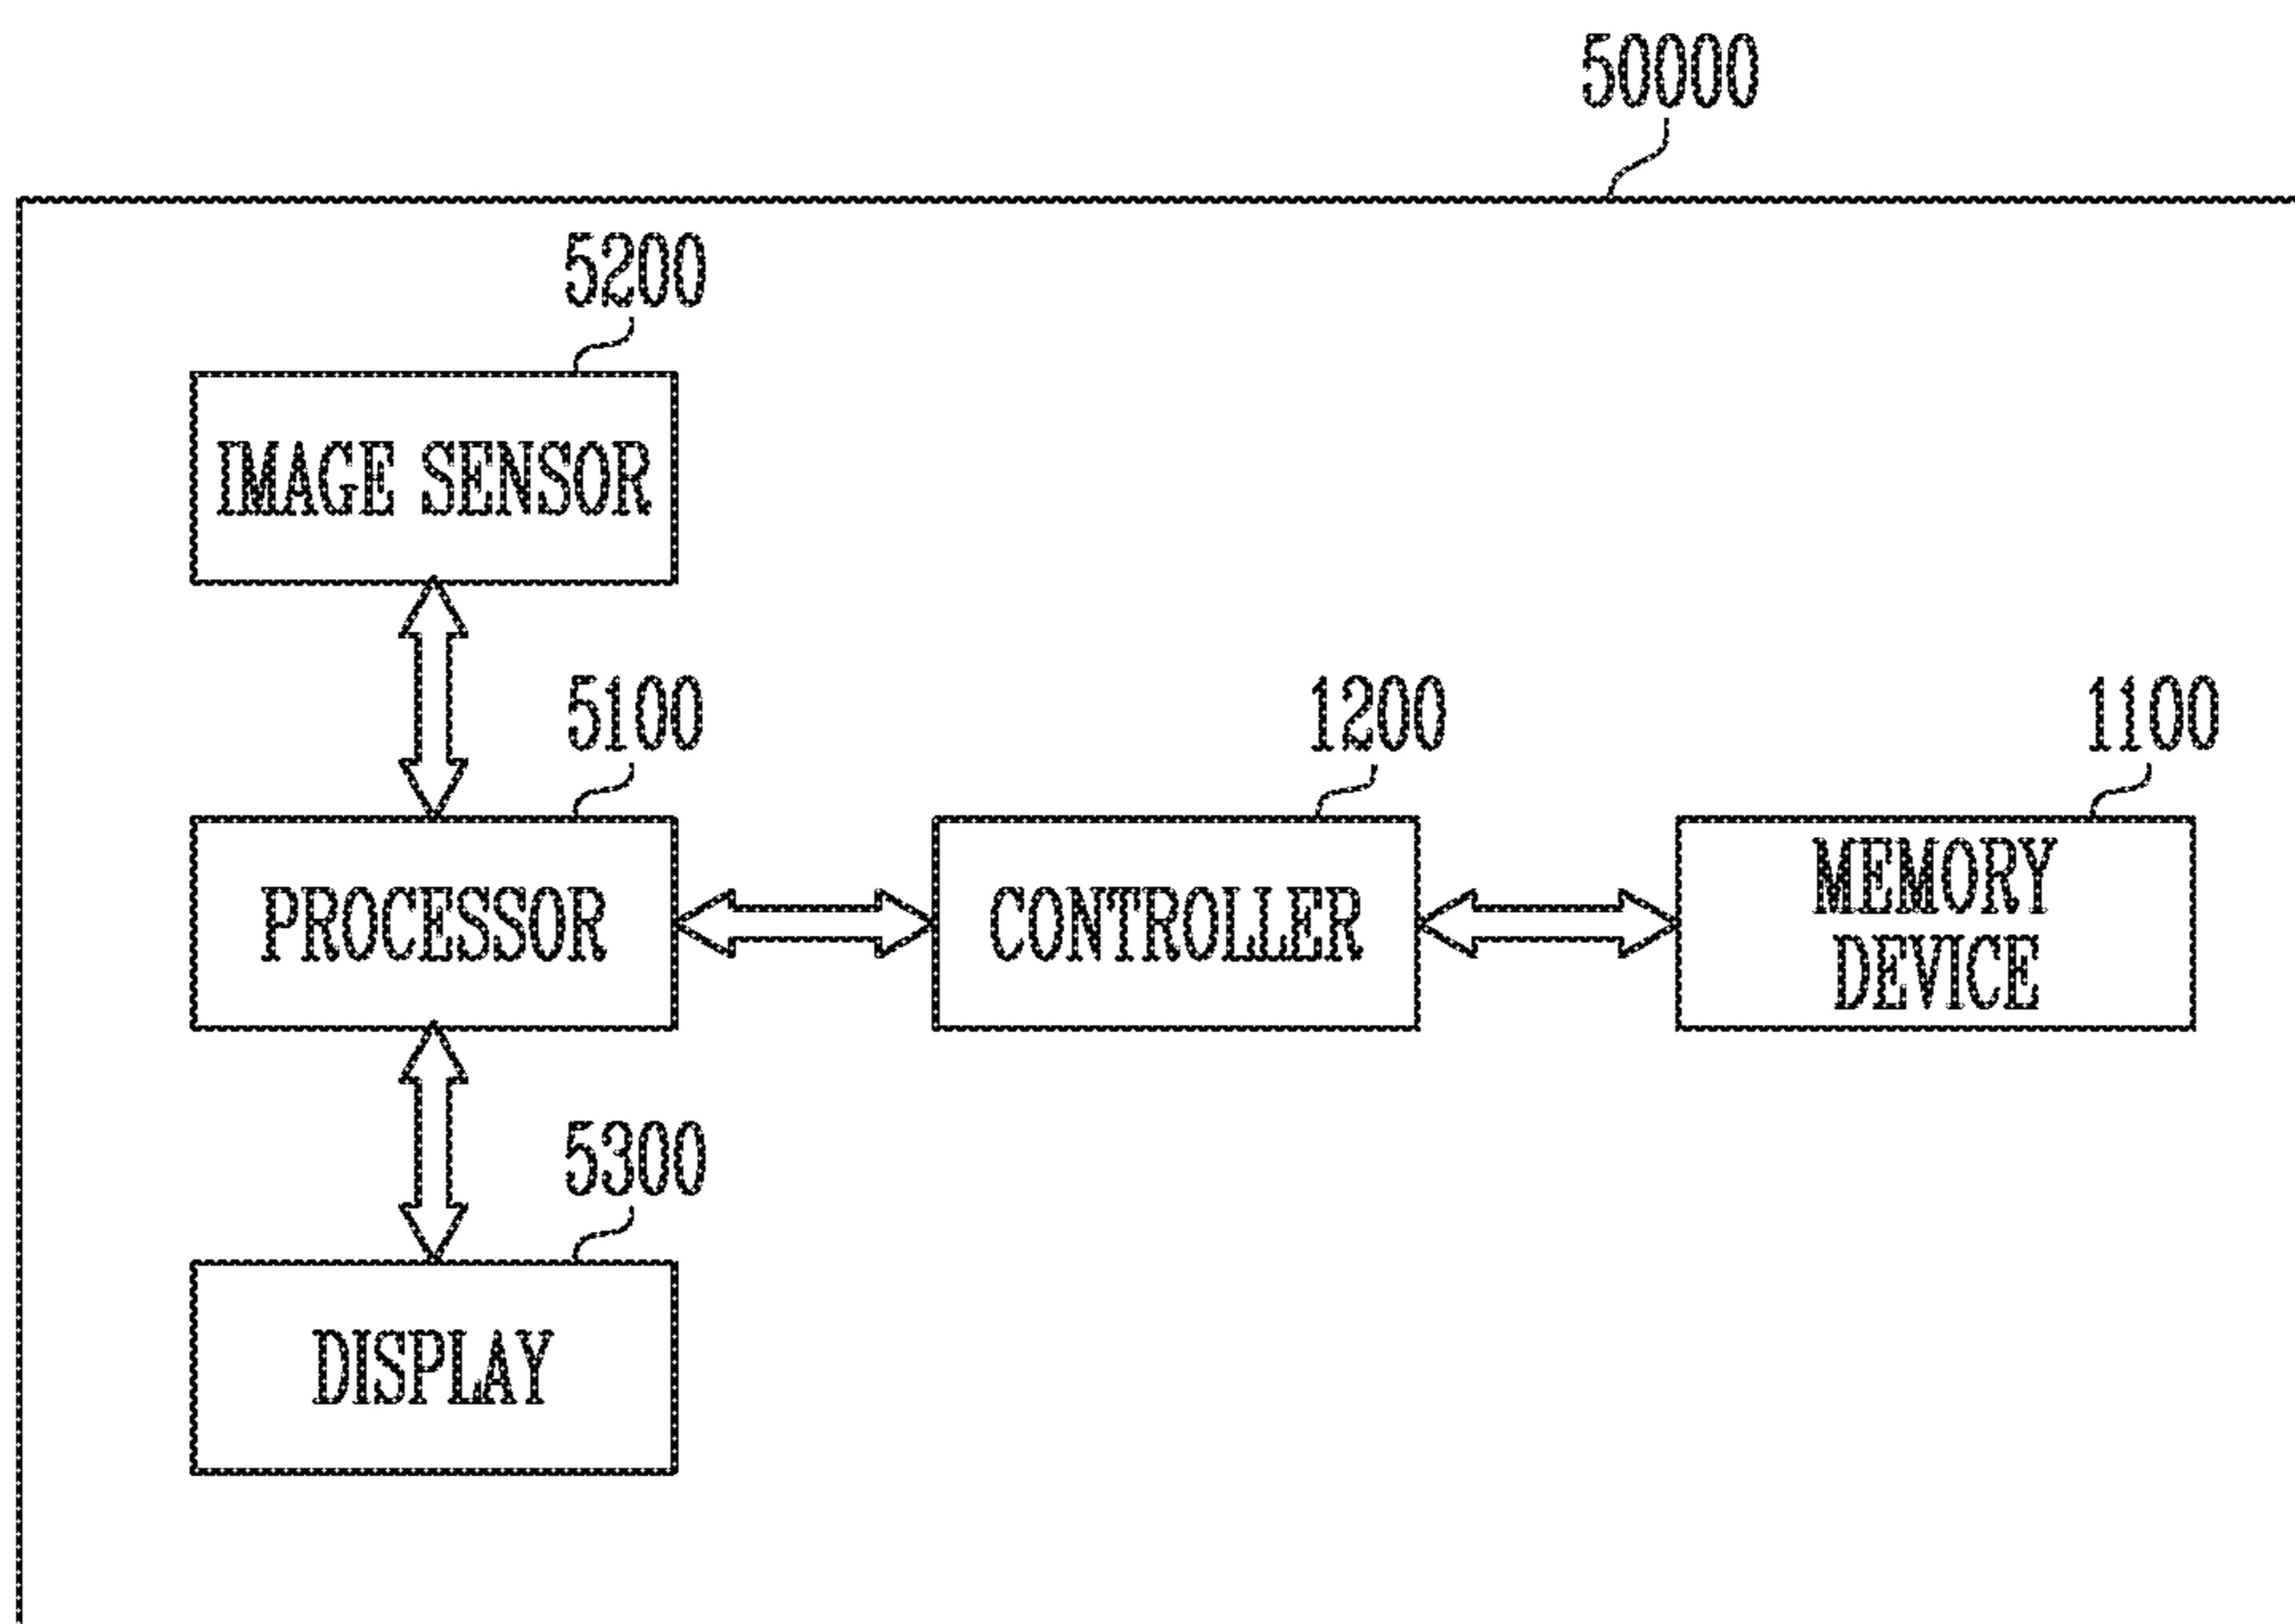 50000
5200
IMAGE SENSOR
5100
1200
1100
PROCESSOR
CONTROLLER
MEMORY
DEVICE
5300
DISPLAY